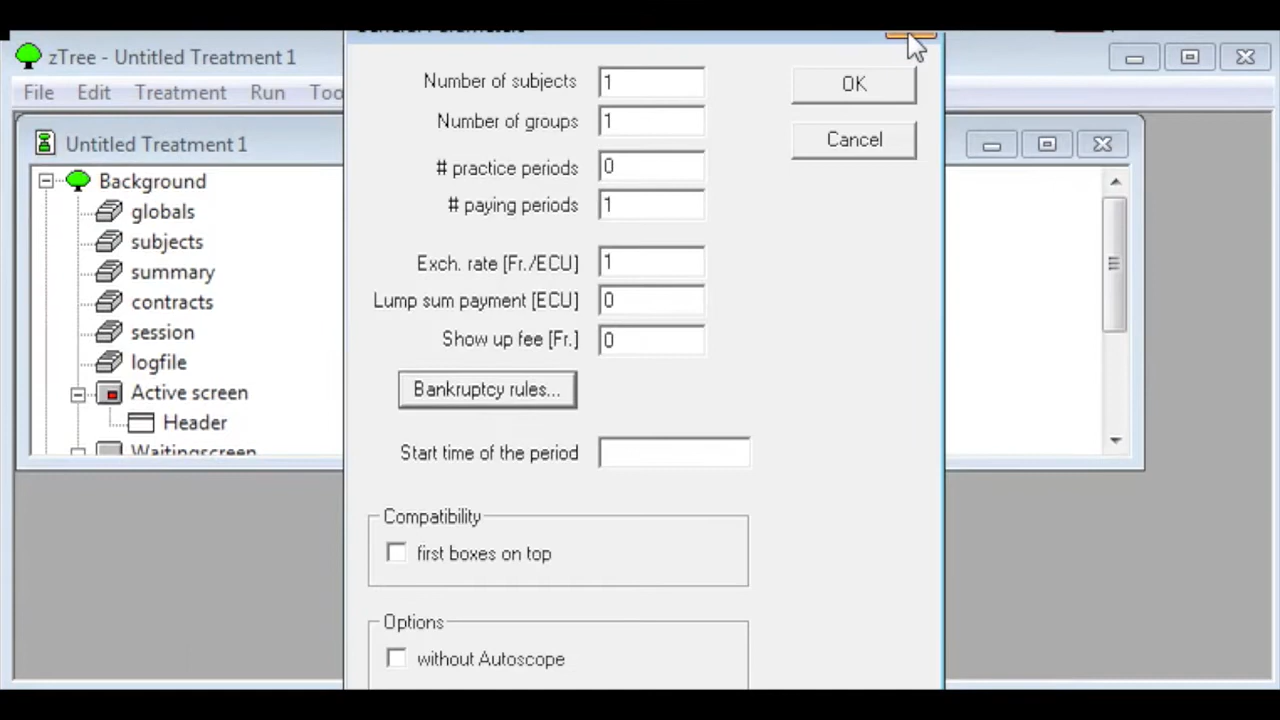 zTree - Untitled Treatment 1
File Edit Treatment Run Too
Untitled Treatment 1
Background
globals
subjects
summary
contracts
session
logfile
Active screen
Header
Waitingscreen
General Parameters
Number of subjects 1
Number of groups 1
# practice periods 0
# paying periods 1
Exch. rate [Fr./ECU] 1
Lump sum payment [ECU] 0
Show up fee [Fr.] 0
Bankruptcy rules...
Start time of the period
Compatibility
first boxes on top
Options
without Autoscope
OK
Cancel